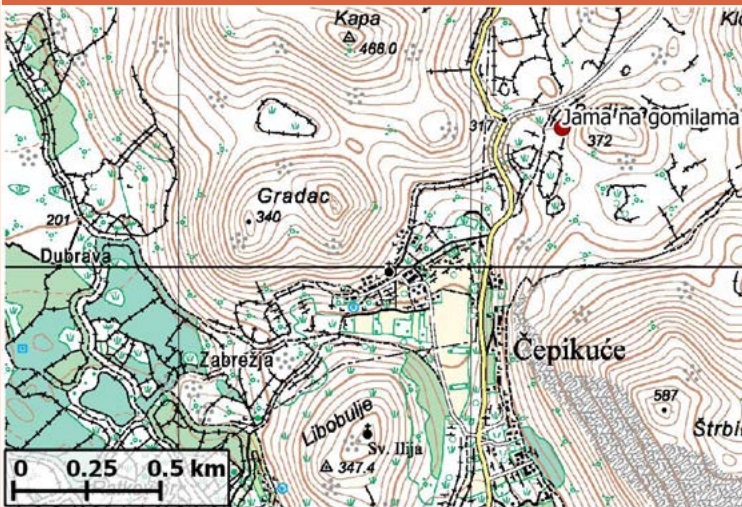 Kapa
468.0
317
Jama na gomilama
372
Gradac
340
201
Dubrava
Čepikuće
Zabrežja
587
Libobulje
Sv. Ilija
347.4
0 0.25 0.5 km